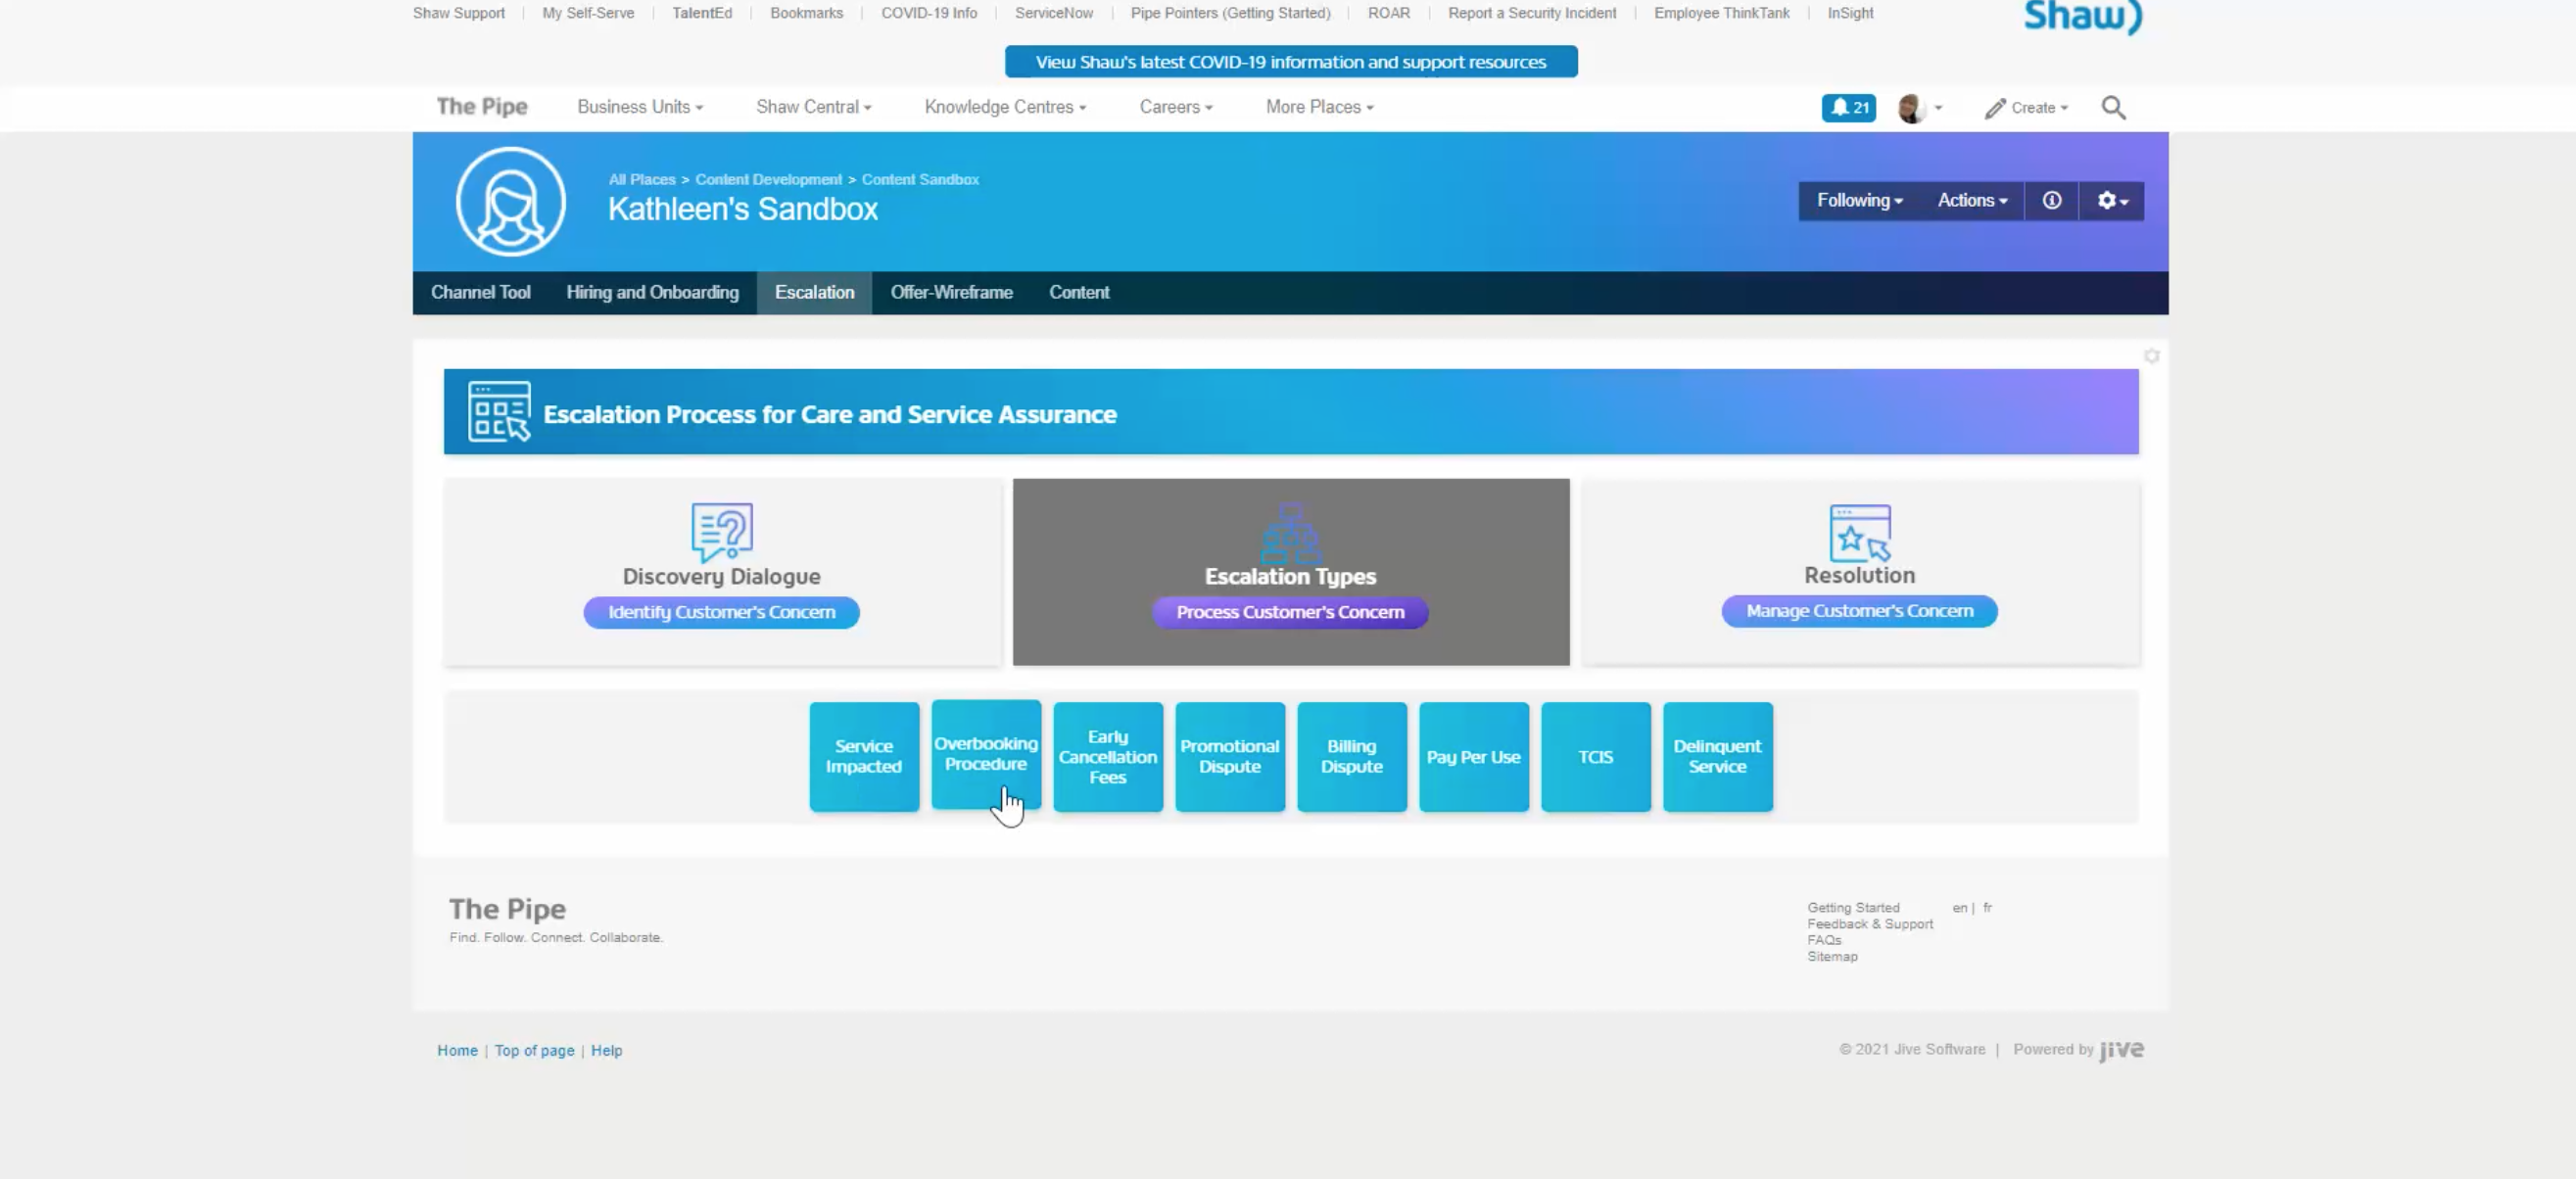 Shaw Support | My Self-Serve | TalentEd | Bookmarks | COVID-19 Info | ServiceNow | Pipe Pointers (Getting Started) | ROAR | Report a Security Incident | Employee ThinkTank | InSight
Shaw)
View Shaw's latest COVID-19 information and support resources
The Pipe Business Units Shaw Central Knowledge Centres Careers More Places 21 Create
All Places > Content Development > Content Sandbox
Kathleen's Sandbox
Following Actions
Channel Tool Hiring and Onboarding Escalation Offer-Wireframe Content
Escalation Process for Care and Service Assurance
Discovery Dialogue
Identify Customer's Concern
Escalation Types
Process Customer's Concern
Resolution
Manage Customer's Concern
Service
Impacted
Overbooking
Procedure
Early
Cancellation
Fees
Promotional
Dispute
Billing
Dispute
Pay Per Use
TCIS
Delinquent
Service
The Pipe
Find. Follow. Connect. Collaborate.
Getting Started en | fr
Feedback & Support
FAQs
Sitemap
Home | Top of page | Help
© 2021 Jive Software | Powered by jive